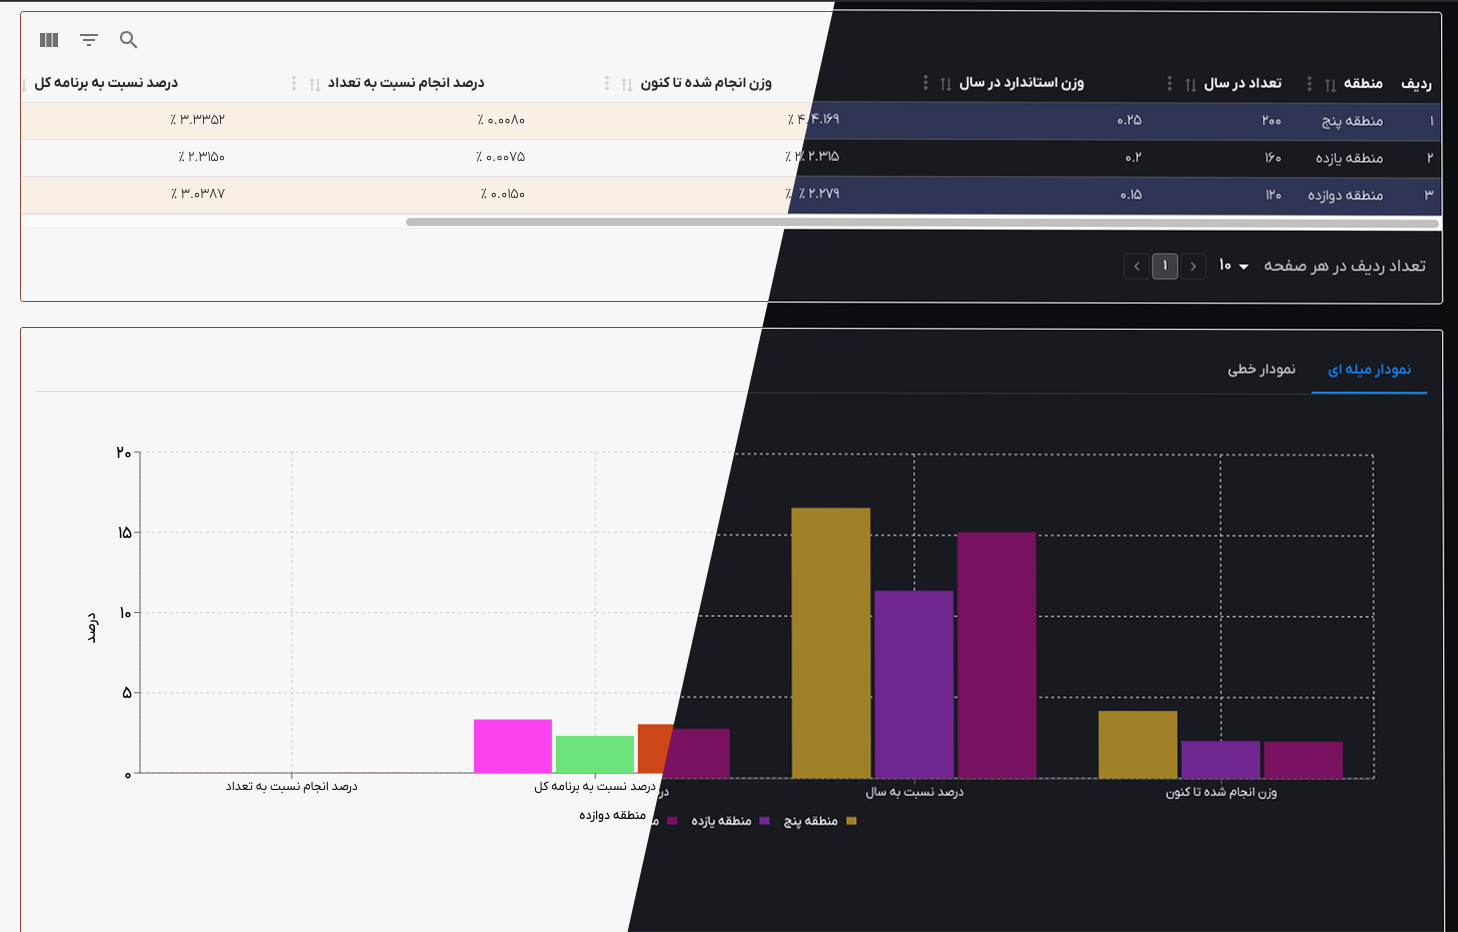 ردیف منطقه تعداد در سال وزن استاندارد در سال وزن انجام شده تا کنون درصد انجام نسبت به تعداد درصد نسبت به برنامه کل
۱ منطقه پنج ۲۰۰ ۰.۲۵ ۴.۱۶۹ ٪ ۰.۰۰۸۰ ٪ ۳.۳۳۵۲ ٪
۲ منطقه یازده ۱۶۰ ۰.۲ ۲.۳۱۵ ٪ ۰.۰۰۷۵ ٪ ۲.۳۱۵۰ ٪
۳ منطقه دوازده ۱۲۰ ۰.۱۵ ۲.۲۷۹ ٪ ۰.۰۱۵۰ ٪ ۳.۰۳۸۷ ٪
تعداد ردیف در هر صفحه ۱۰ ۱
نمودار میله ای نمودار خطی
۲۰
۱۵
۱۰
۵
۰
درصد
وزن انجام شده تا کنون درصد نسبت به سال درصد نسبت به برنامه کل درصد انجام نسبت به تعداد
منطقه پنج منطقه یازده منطقه دوازده